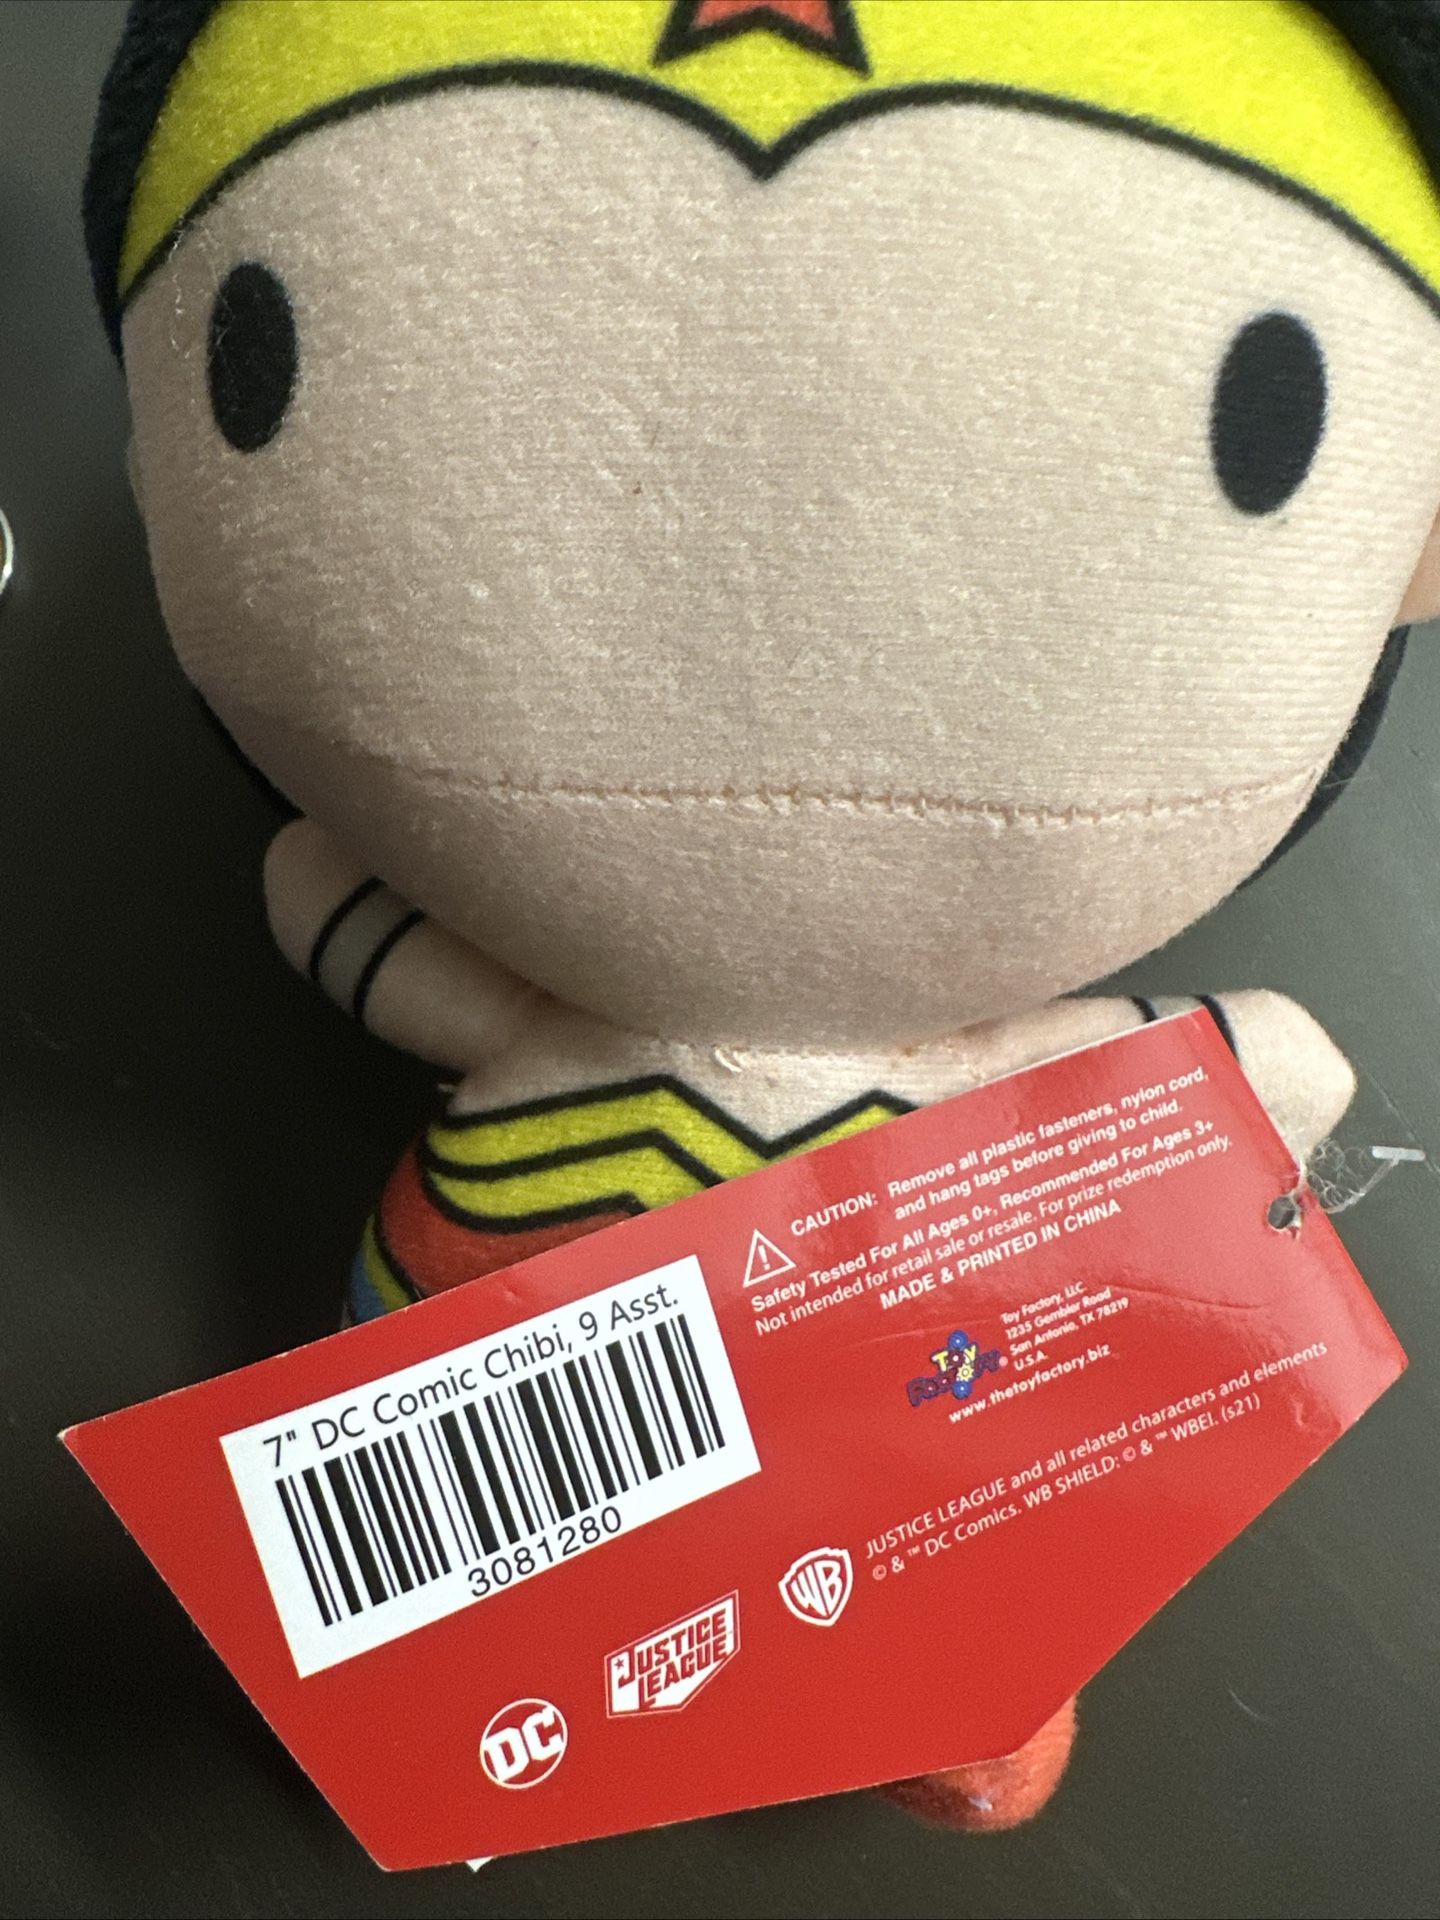 CAUTION: Remove all plastic fasteners, nylon cord,
and hang tags before giving to child.
Safety Tested For All Ages 0+, Recommended For Ages 3+
Not intended for retail sale or resale. For prize redemption only.
MADE & PRINTED IN CHINA
7" DC Comic Chibi, 9 Asst.
3081280
TOY
FACTORY®
Toy Factory, LLC.
1235 Gembler Road
San Antonio, TX 78219
U.S.A.
www.thetoyfactory.biz
JUSTICE LEAGUE and all related characters and elements
© & ™ DC Comics. WB SHIELD: © & ™ WBEI. (s21)
WB
JUSTICE
LEAGUE
DC